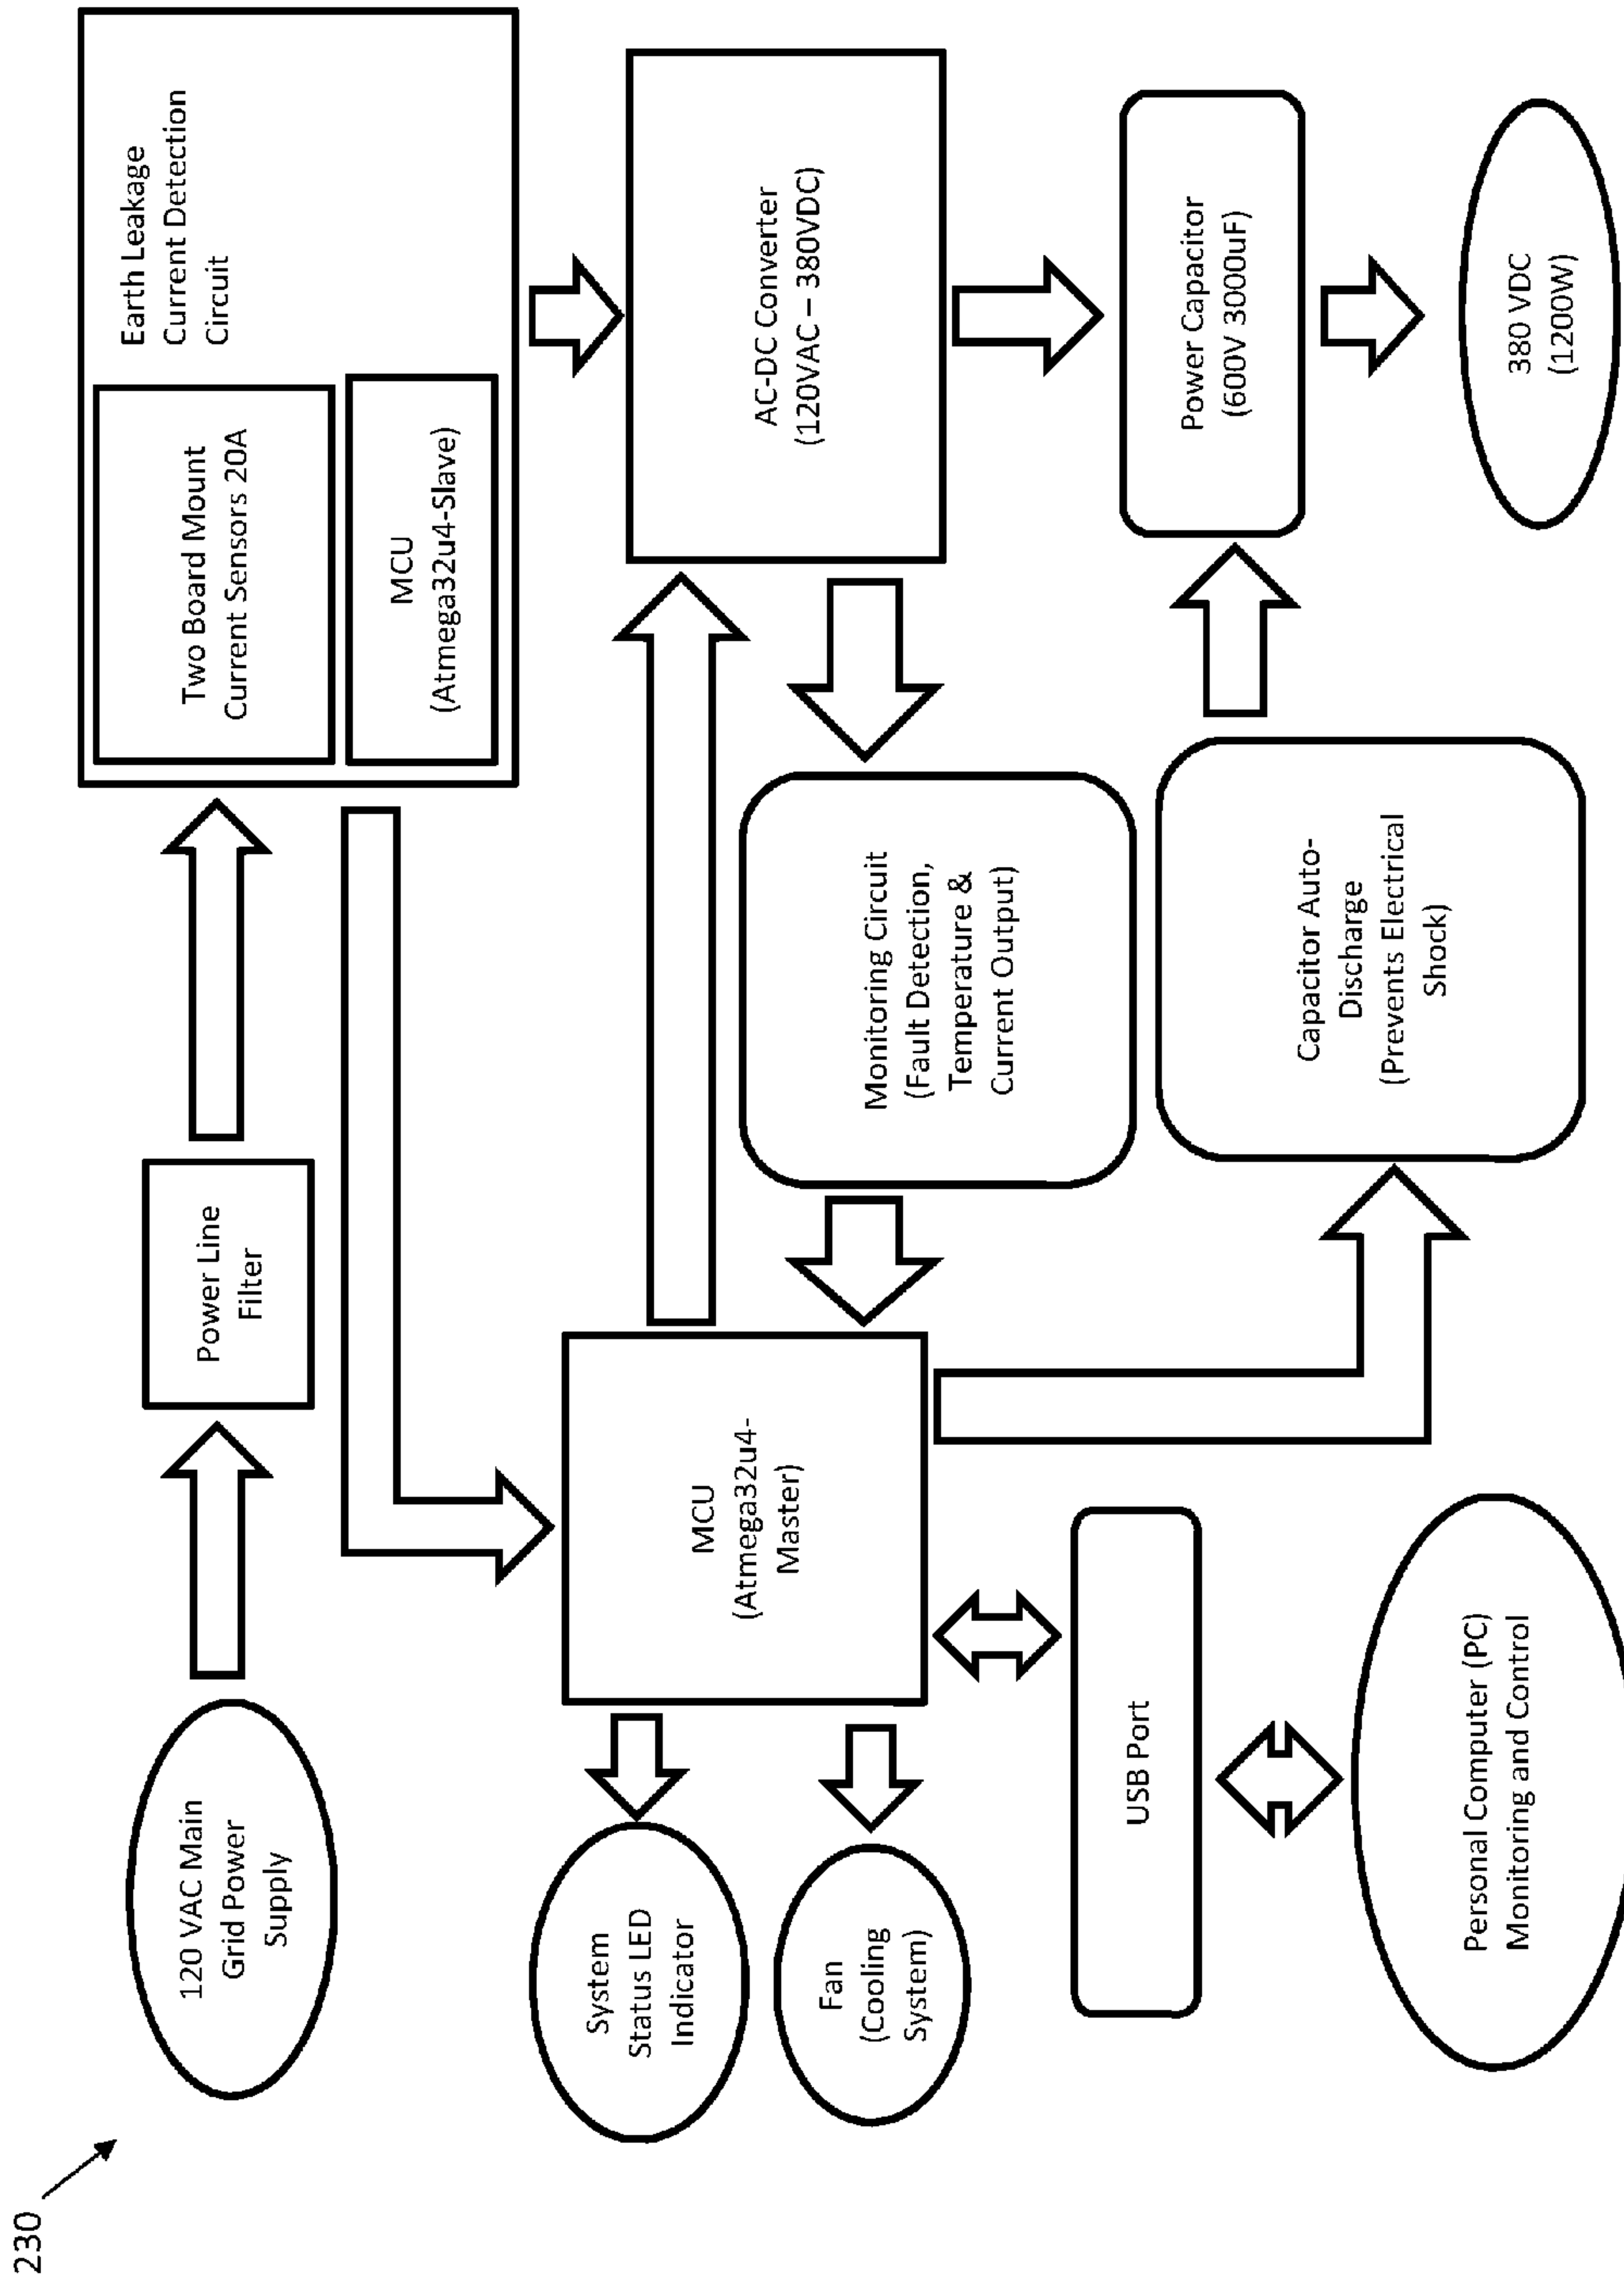 230
120 VAC Main
Grid Power
Supply
Power Line
Filter
Two Board Mount
Current Sensors 20A
MCU
(Atmega32u4-Slave)
Earth Leakage
Current Detection
Circuit
System
Status LED
Indicator
Fan
(Cooling
System)
MCU
(Atmega32u4-
Master)
AC-DC Converter
(120VAC – 380VDC)
Monitoring Circuit
(Fault Detection,
Temperature &
Current Output)
USB Port
Capacitor Auto-
Discharge
(Prevents Electrical
Shock)
Power Capacitor
(600V 3000uF)
Personal Computer (PC)
Monitoring and Control
380 VDC
(1200W)